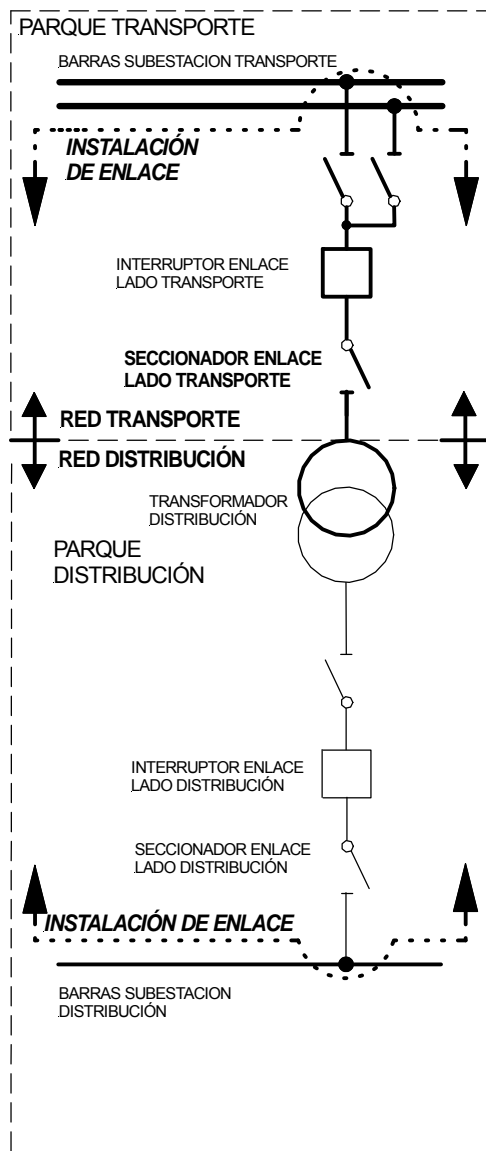 PARQUE TRANSPORTE
BARRAS SUBESTACION TRANSPORTE
INSTALACIÓN
DE ENLACE
INTERRUPTOR ENLACE
LADO TRANSPORTE
SECCIONADOR ENLACE
LADO TRANSPORTE
RED TRANSPORTE
RED DISTRIBUCIÓN
TRANSFORMADOR
DISTRIBUCIÓN
PARQUE
DISTRIBUCIÓN
INTERRUPTOR ENLACE
LADO DISTRIBUCIÓN
SECCIONADOR ENLACE
LADO DISTRIBUCIÓN
INSTALACIÓN DE ENLACE
BARRAS SUBESTACION
DISTRIBUCIÓN